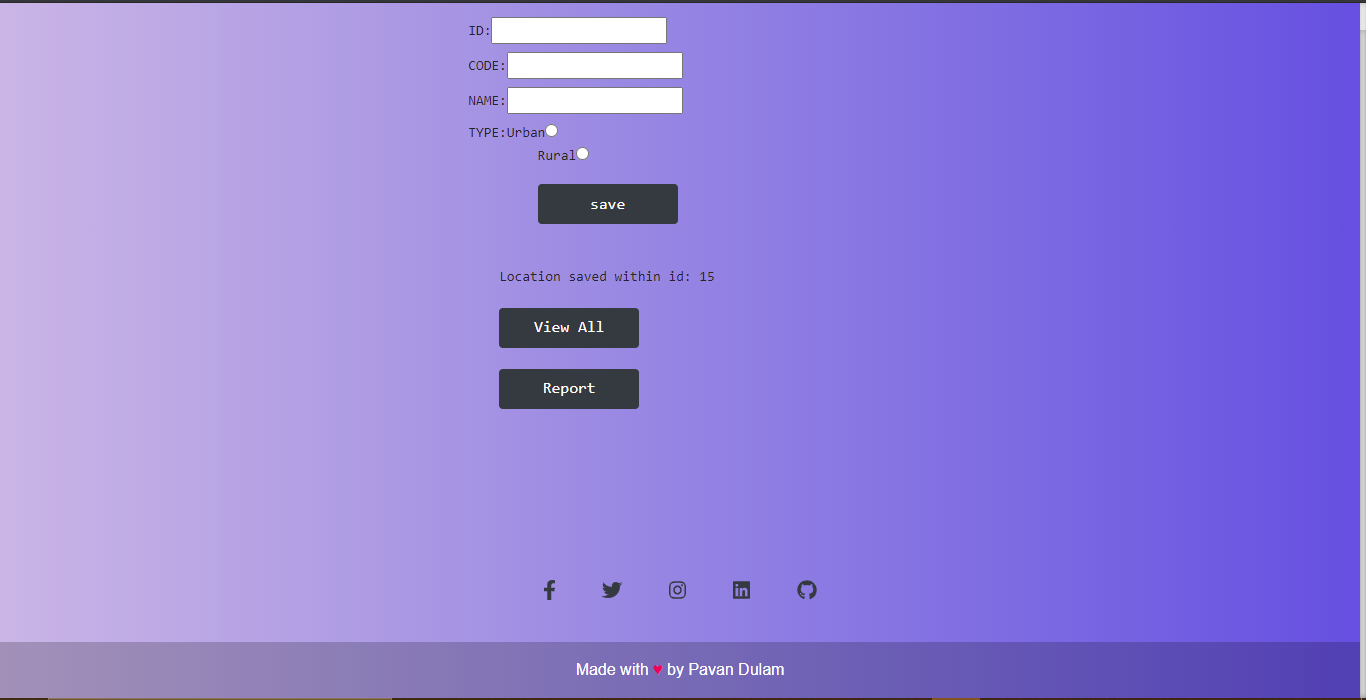 ID:
CODE:
NAME:
TYPE:Urban
Rural
save
Location saved within id: 15
View All
Report
Made with ♥ by Pavan Dulam